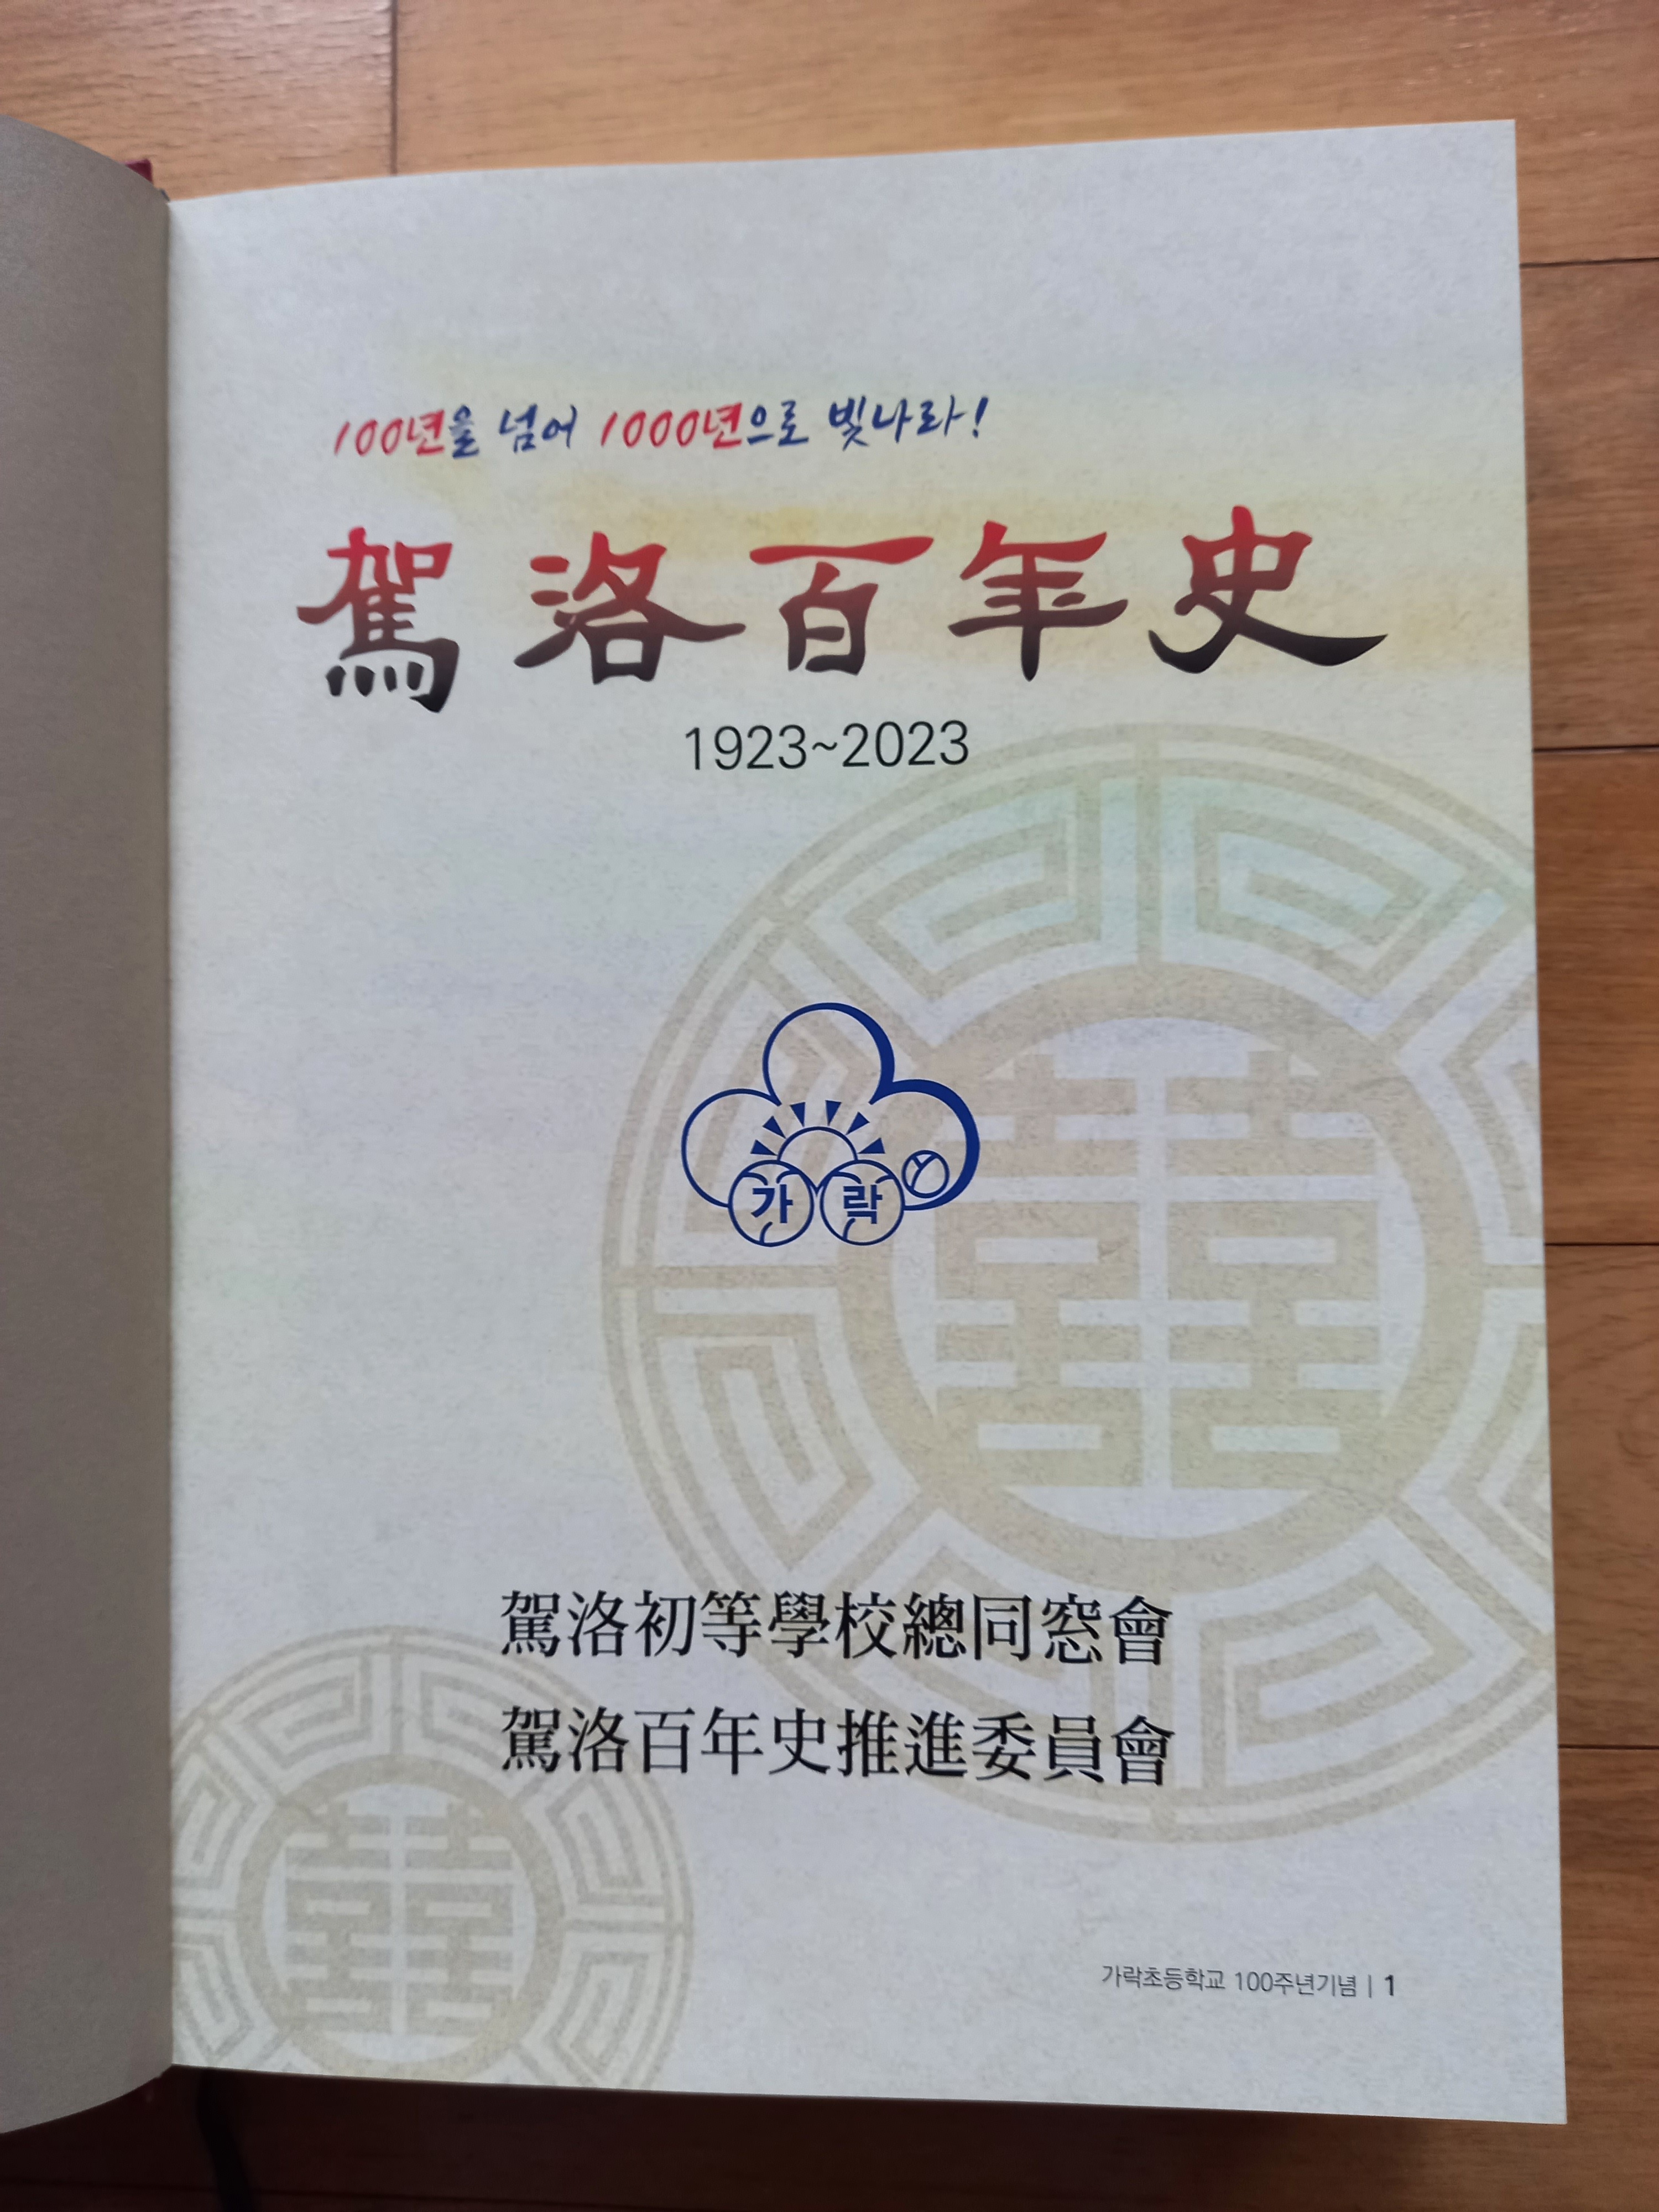 100년을 넘어 1000년으로 빛나라!
駕洛百年史
1923~2023
가 락
駕洛初等學校總同窓會
駕洛百年史推進委員會
가락초등학교 100주년기념 | 1